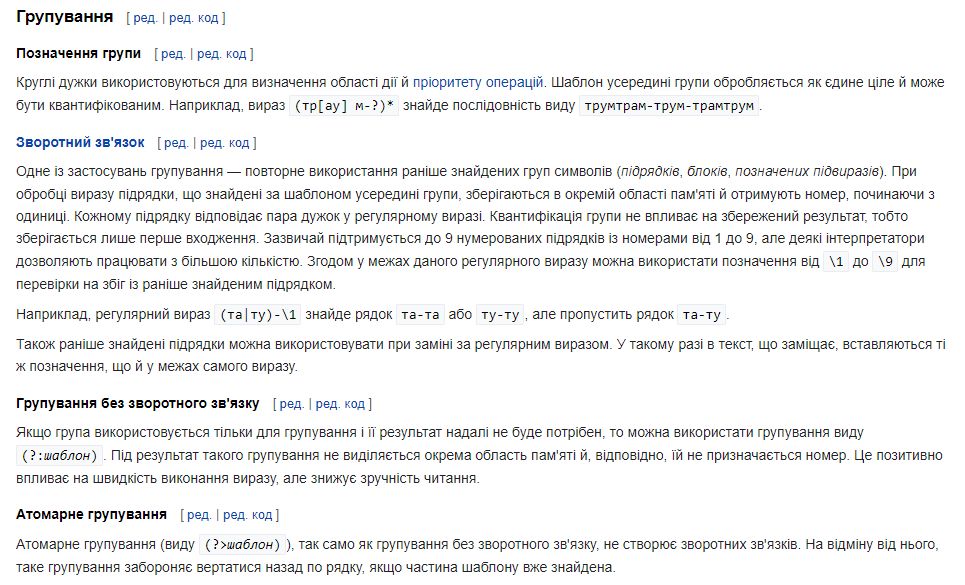 Групування [ ред. | ред. код ]
Позначення групи [ ред. | ред. код ]
Круглі дужки використовуються для визначення області дії й пріоритету операцій. Шаблон усередині групи обробляється як єдине ціле й може
бути квантифікованим. Наприклад, вираз (тр[ау] м-?)* знайде послідовність виду трумтрам-трум-трамтрум.
Зворотний зв'язок [ ред. | ред. код ]
Одне із застосувань групування — повторне використання раніше знайдених груп символів (підрядків, блоків, позначених підвиразів). При
обробці виразу підрядки, що знайдені за шаблоном усередині групи, зберігаються в окремій області пам'яті й отримують номер, починаючи з
одиниці. Кожному підрядку відповідає пара дужок у регулярному виразі. Квантифікація групи не впливає на збережений результат, тобто
зберігається лише перше входження. Зазвичай підтримується до 9 нумерованих підрядків із номерами від 1 до 9, але деякі інтерпретатори
дозволяють працювати з більшою кількістю. Згодом у межах даного регулярного виразу можна використати позначення від \1 до \9 для
перевірки на збіг із раніше знайденим підрядком.
Наприклад, регулярний вираз (та|ту)-\1 знайде рядок та-та або ту-ту, але пропустить рядок та-ту.
Також раніше знайдені підрядки можна використовувати при заміні за регулярним виразом. У такому разі в текст, що заміщає, вставляються ті
ж позначення, що й у межах самого виразу.
Групування без зворотного зв'язку [ ред. | ред. код ]
Якщо група використовується тільки для групування і її результат надалі не буде потрібен, то можна використати групування виду
(?:шаблон). Під результат такого групування не виділяється окрема область пам'яті й, відповідно, їй не призначається номер. Це позитивно
впливає на швидкість виконання виразу, але знижує зручність читання.
Атомарне групування [ ред. | ред. код ]
Атомарне групування (виду (?>шаблон)), так само як групування без зворотного зв'язку, не створює зворотних зв'язків. На відміну від нього,
таке групування забороняє вертатися назад по рядку, якщо частина шаблону вже знайдена.